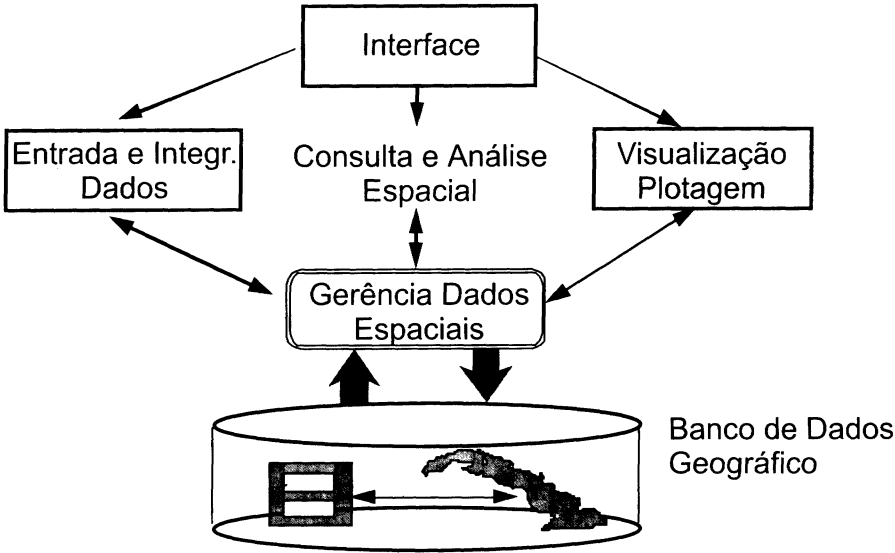 Interface
Entrada e Integr.
Dados
Consulta e Análise
Espacial
Visualização
Plotagem
Gerência Dados
Espaciais
Banco de Dados
Geográfico